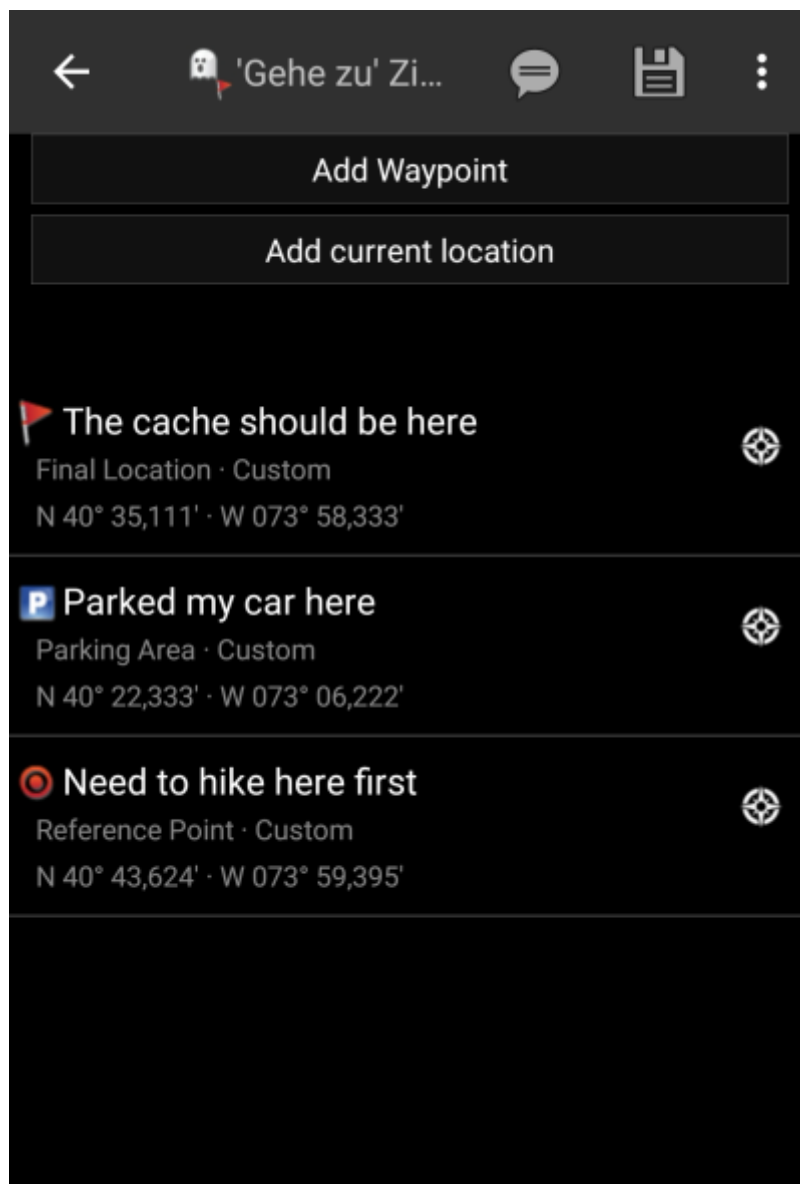 'Gehe zu' Zi...
Add Waypoint
Add current location
The cache should be here
Final Location · Custom
N 40° 35,111' · W 073° 58,333'
P Parked my car here
Parking Area · Custom
N 40° 22,333' · W 073° 06,222'
Need to hike here first
Reference Point · Custom
N 40° 43,624' · W 073° 59,395'